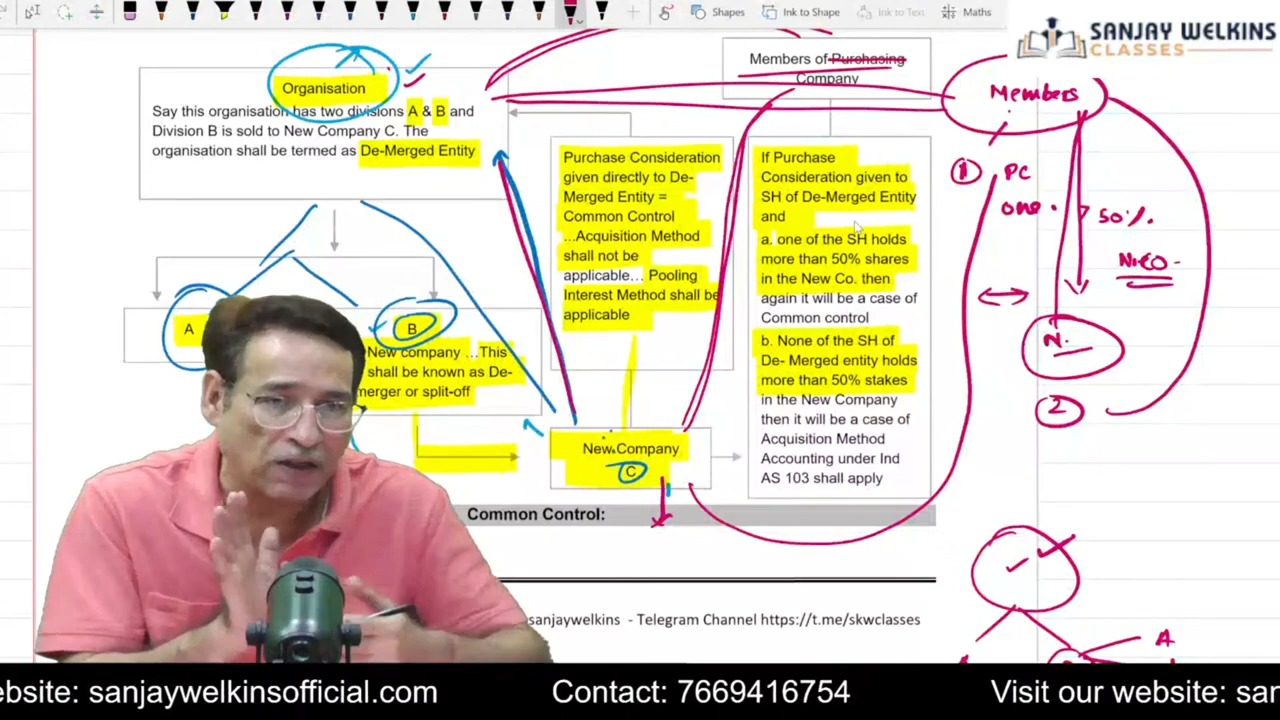 Shapes
Ink to Shape
Ink to Text
Maths
SANJAY WELKINS
CLASSES
Organisation
Say this organisation has two divisions A & B and
Division B is sold to New Company C. The
organisation shall be termed as De-Merged Entity
A
B
New company ...This
shall be known as De-
merger or split-off
Purchase Consideration
given directly to De-
Merged Entity =
Common Control
...Acquisition Method
shall not be
applicable... Pooling
Interest Method shall be
applicable
New Company
C
Members of Purchasing
Company
If Purchase
Consideration given to
SH of De-Merged Entity
and
a. one of the SH holds
more than 50% shares
in the New Co. then
again it will be a case of
Common control
b. None of the SH of
De- Merged entity holds
more than 50% stakes
in the New Company
then it will be a case of
Acquisition Method
Accounting under Ind
AS 103 shall apply
Members
1 PC
one.
50%.
N.CO
N.
2
A
Common Control:
sanjaywelkins - Telegram Channel https://t.me/skwclasses
ebsite: sanjaywelkinsofficial.com
Contact: 7669416754
Visit our website: san